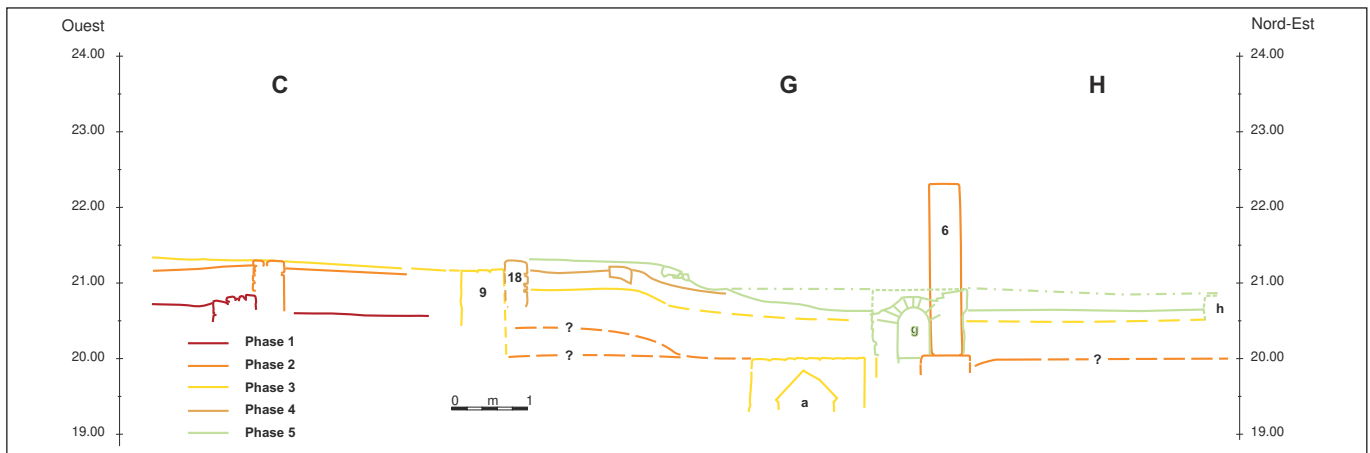 Ouest
Nord-Est
24.00
24.00
C
G
H
23.00
23.00
22.00
22.00
6
21.00
21.00
18
9
h
g
Phase 1
?
20.00
?
?
20.00
Phase 2
Phase 3
0 m 1
a
Phase 4
19.00
Phase 5
19.00